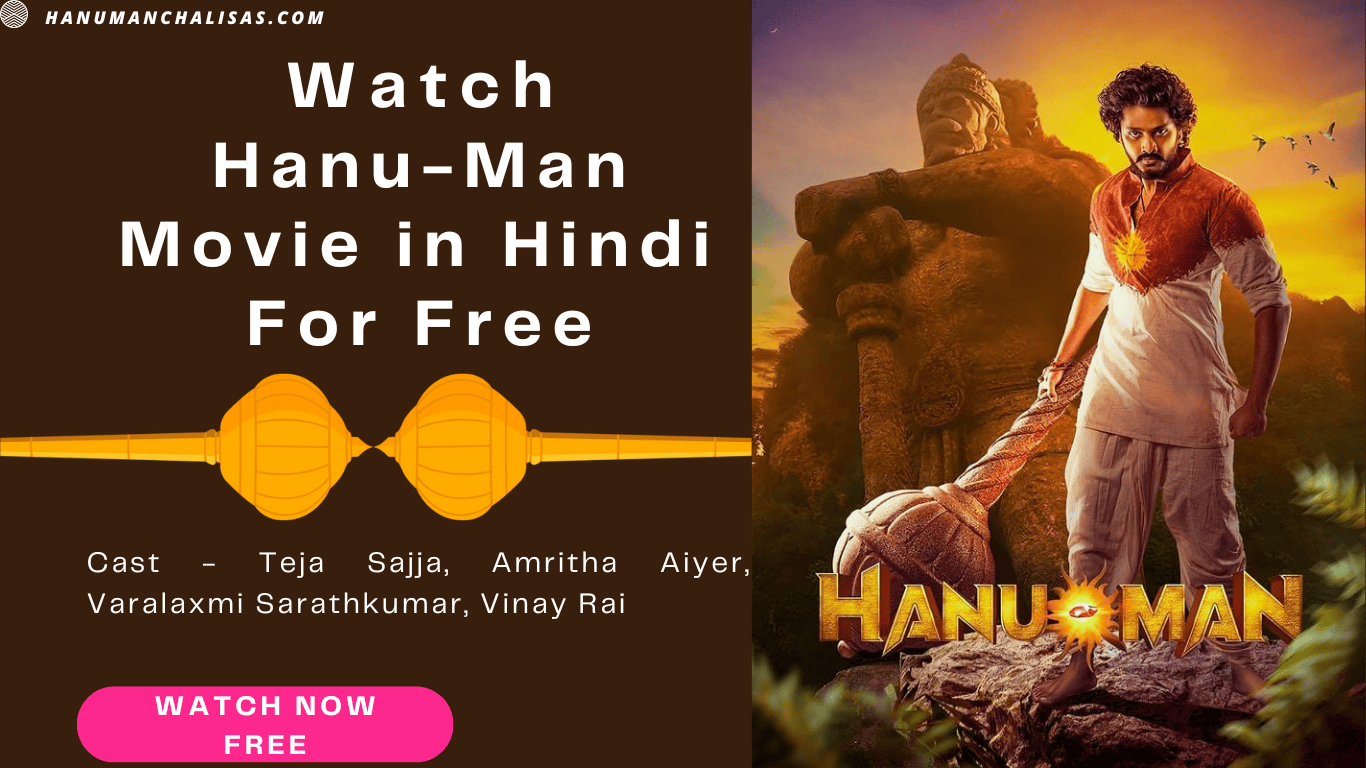 HANUMANCHALISAS.COM
Watch
Hanu-Man
Movie in Hindi
For Free
Cast - Teja Sajja, Amritha Aiyer,
Varalaxmi Sarathkumar, Vinay Rai
WATCH NOW
FREE
HANU-MAN